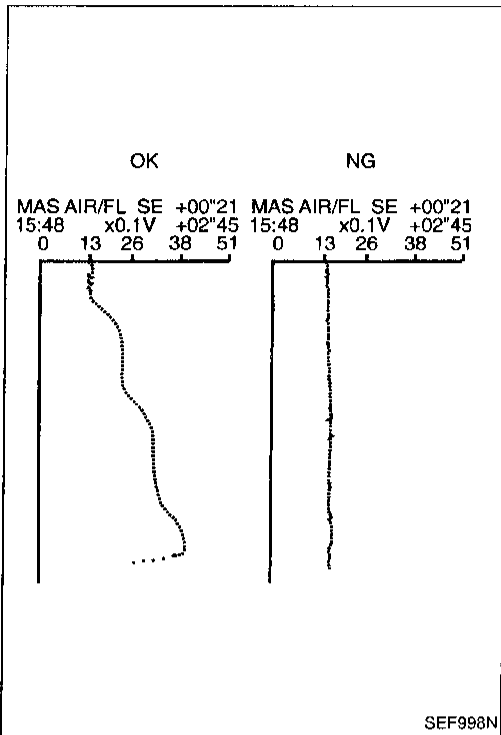 OK
MAS AIR/FL SE +00"21
15:48 x0.1V +02"45
0 13 26 38 51
NG
MAS AIR/FL SE +00"21
15:48 x0.1V +02"45
0 13 26 38 51
SEF998N